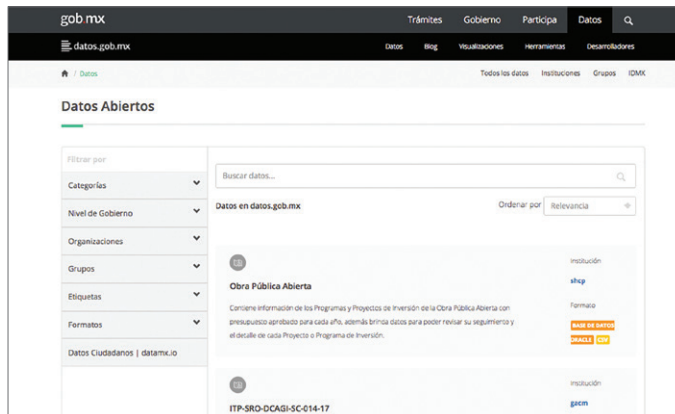 gob.mx
Trámites Gobierno Participa Datos
datos.gob.mx
Datos Blog Visualizaciones Herramientas Desarrolladores
/ Datos
Todos los datos Instituciones Grupos IDMX
Datos Abiertos
Filtrar por
Categorías
Nivel de Gobierno
Organizaciones
Grupos
Etiquetas
Formatos
Datos Ciudadanos | datamx.io
Buscar datos...
Datos en datos.gob.mx
Ordenar por Relevancia
Obra Pública Abierta
Contiene información de los Programas y Proyectos de Inversión de la Obra Pública Abierta con
presupuesto aprobado para cada año, además brinda datos para poder revisar su seguimiento y
el detalle de cada Proyecto o Programa de Inversión.
Institución
shcp
Formato
BASE DE DATOS
ORACLE CSV
ITP-SRO-DCAGI-SC-014-17
Institución
gacm